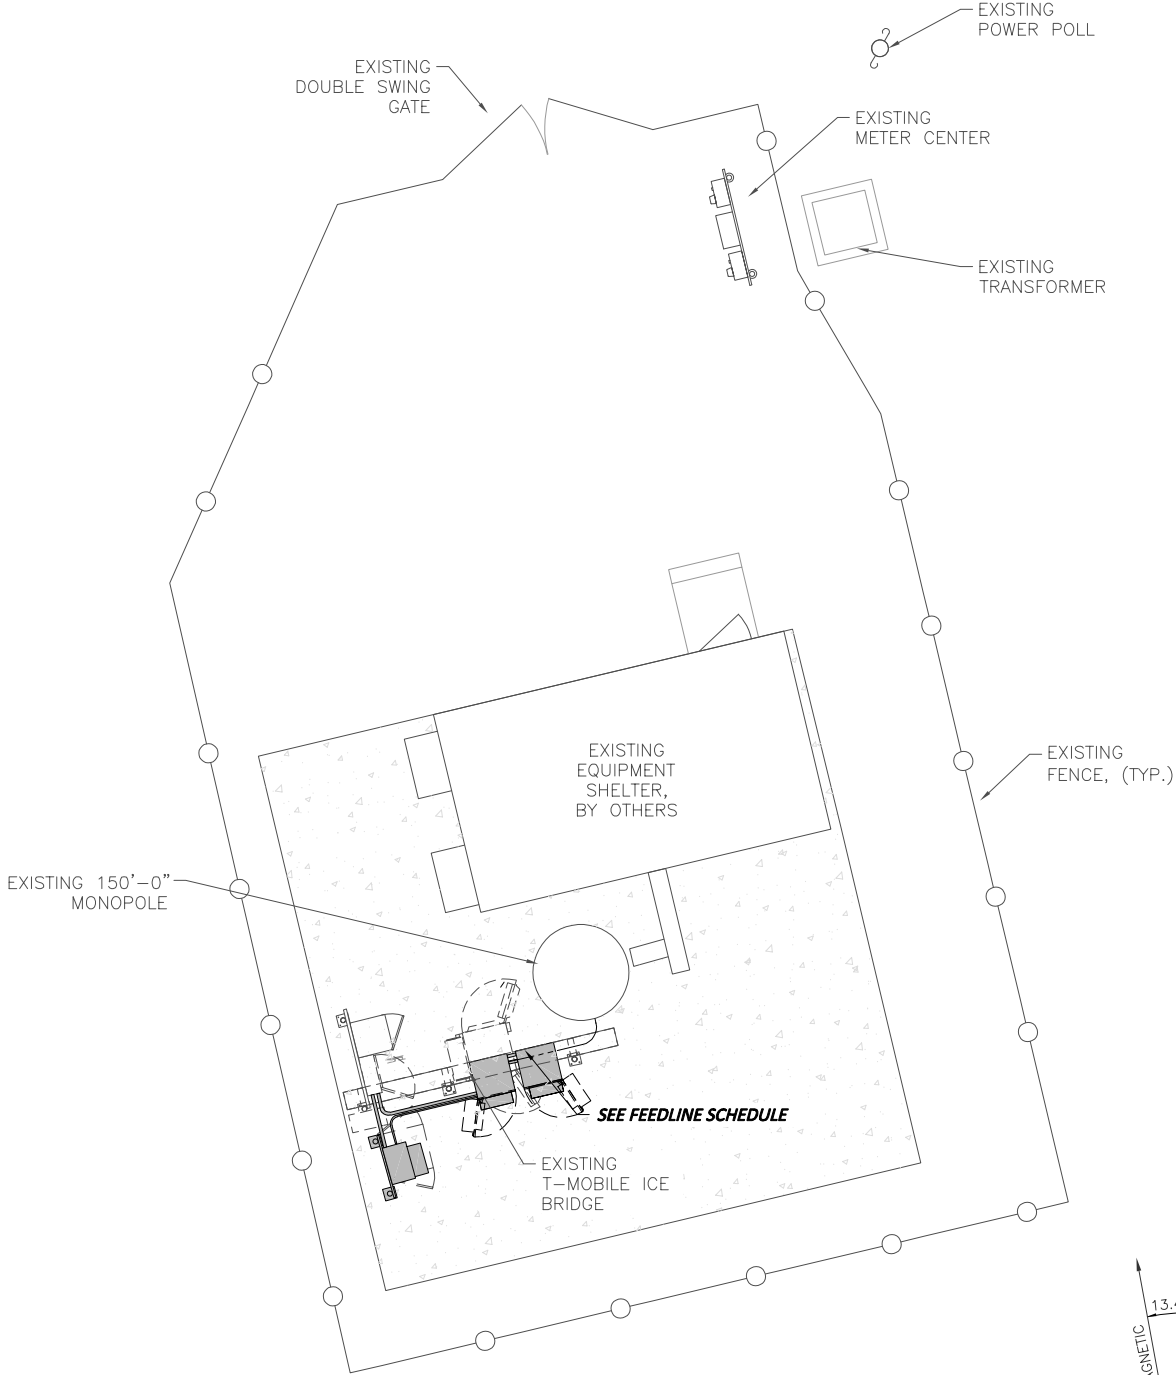 EXISTING
POWER POLL
EXISTING
DOUBLE SWING
GATE
EXISTING
METER CENTER
EXISTING
TRANSFORMER
EXISTING
EQUIPMENT
SHELTER,
BY OTHERS
EXISTING
FENCE, (TYP.)
EXISTING 150'-0"
MONOPOLE
SEE FEEDLINE SCHEDULE
EXISTING
T-MOBILE ICE
BRIDGE